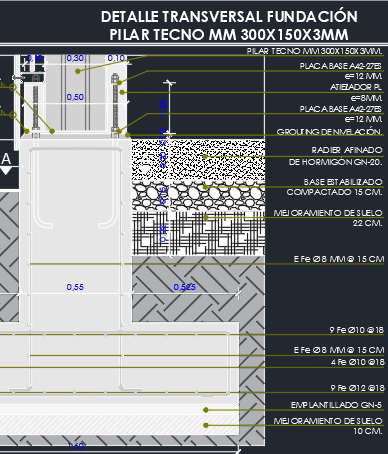 DETALLE TRANSVERSAL FUNDACIÓN
PILAR TECNO MM 300X150X3MM
PILAR TECNO MM 300X150X3MM.
0,10 0,30 0,10
PLACA BASE A42-27ES
e=12 MM.
ATIEZADOR PL
e=8MM.
0,50
PLACA BASE A42-27ES
e=12 MM.
GROUTING DE NIVELACIÓN.
A
RADIER AFINADO
DE HORMIGÓN GN-20.
BASE ESTABILIZADO
COMPACTADO 15 CM.
MEJORAMIENTO DE SUELO
22 CM.
E Fe Ø 8 MM @ 15 CM
0,55 0,525
9 Fe Ø10 @18
E Fe Ø 8 MM @ 15 CM
4 Fe Ø10 @18
9 Fe Ø12 @18
EMPLANTILLADO GN-5
MEJORAMIENTO DE SUELO
10 CM.